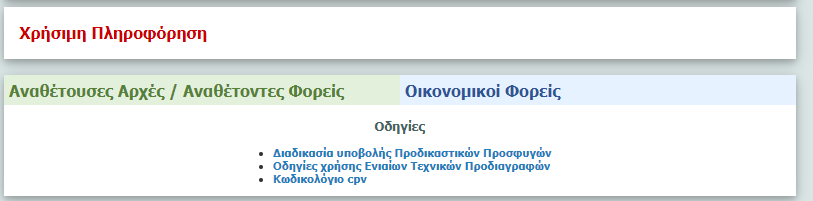 Χρήσιμη Πληροφόρηση
Αναθέτουσες Αρχές / Αναθέτοντες Φορείς
Οικονομικοί Φορείς
Οδηγίες
Διαδικασία υποβολής Προδικαστικών Προσφυγών
Οδηγίες χρήσης Ενιαίων Τεχνικών Προδιαγραφών
Κωδικολόγιο cpv